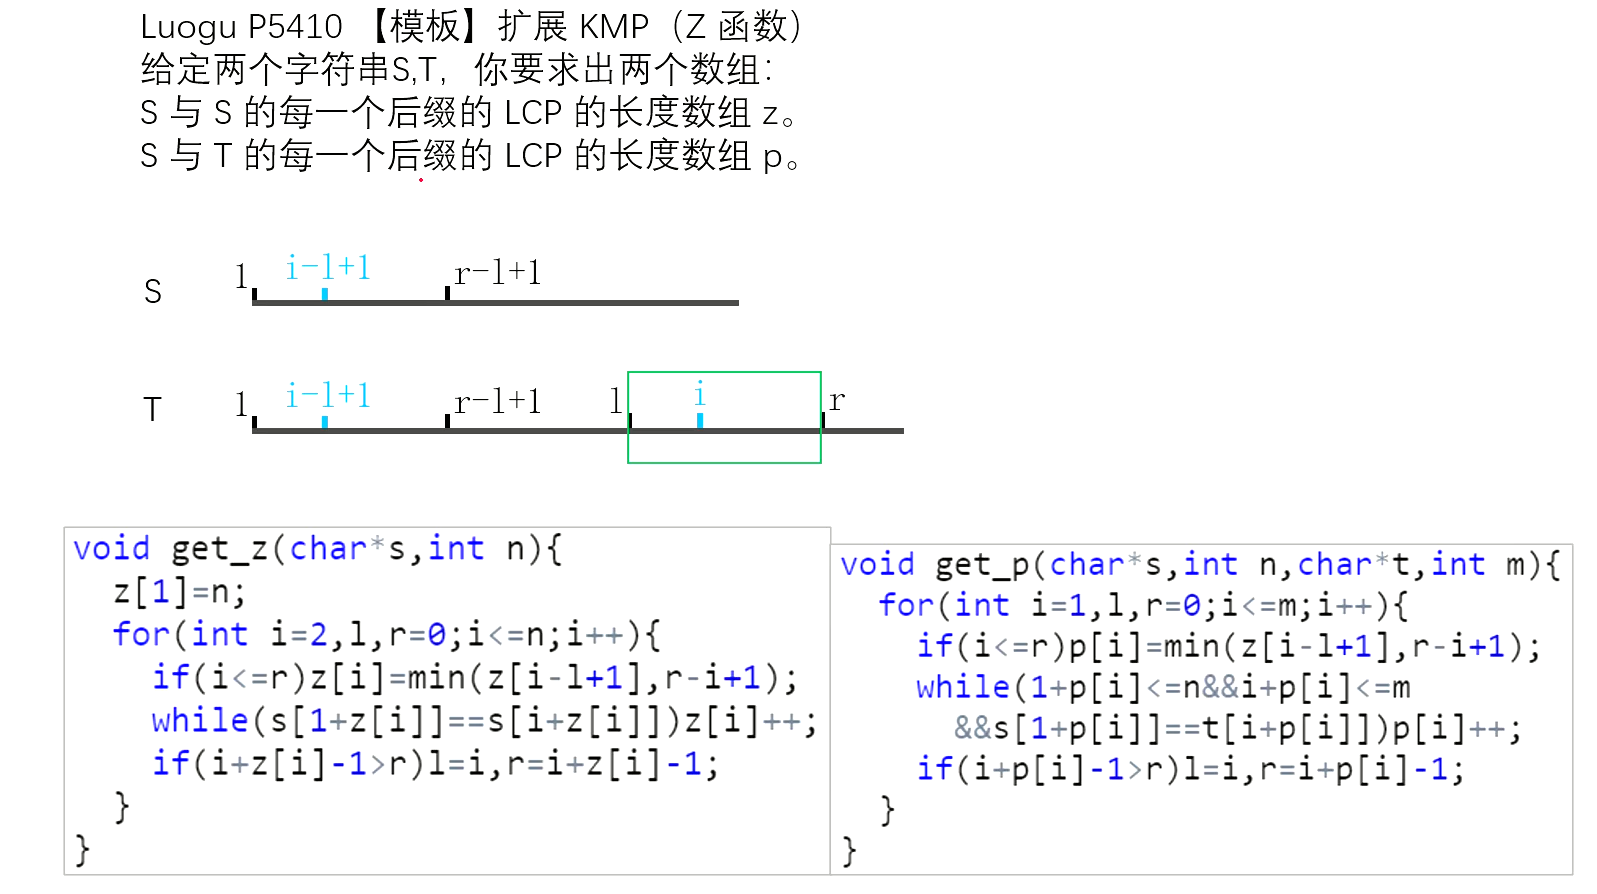 Luogu P5410 【模板】扩展 KMP（Z 函数）
给定两个字符串S,T，你要求出两个数组：
S 与 S 的每一个后缀的 LCP 的长度数组 z。
S 与 T 的每一个后缀的 LCP 的长度数组 p。
S 1 i-l+1 r-l+1
T 1 i-l+1 r-l+1 l i r
void get_z(char*s,int n){
z[1]=n;
for(int i=2,l,r=0;i<=n;i++){
if(i<=r)z[i]=min(z[i-l+1],r-i+1);
while(s[1+z[i]]==s[i+z[i]])z[i]++;
if(i+z[i]-1>r)l=i,r=i+z[i]-1;
}
}
void get_p(char*s,int n,char*t,int m){
for(int i=1,l,r=0;i<=m;i++){
if(i<=r)p[i]=min(z[i-l+1],r-i+1);
while(1+p[i]<=n&&i+p[i]<=m
&&s[1+p[i]]==t[i+p[i]])p[i]++;
if(i+p[i]-1>r)l=i,r=i+p[i]-1;
}
}